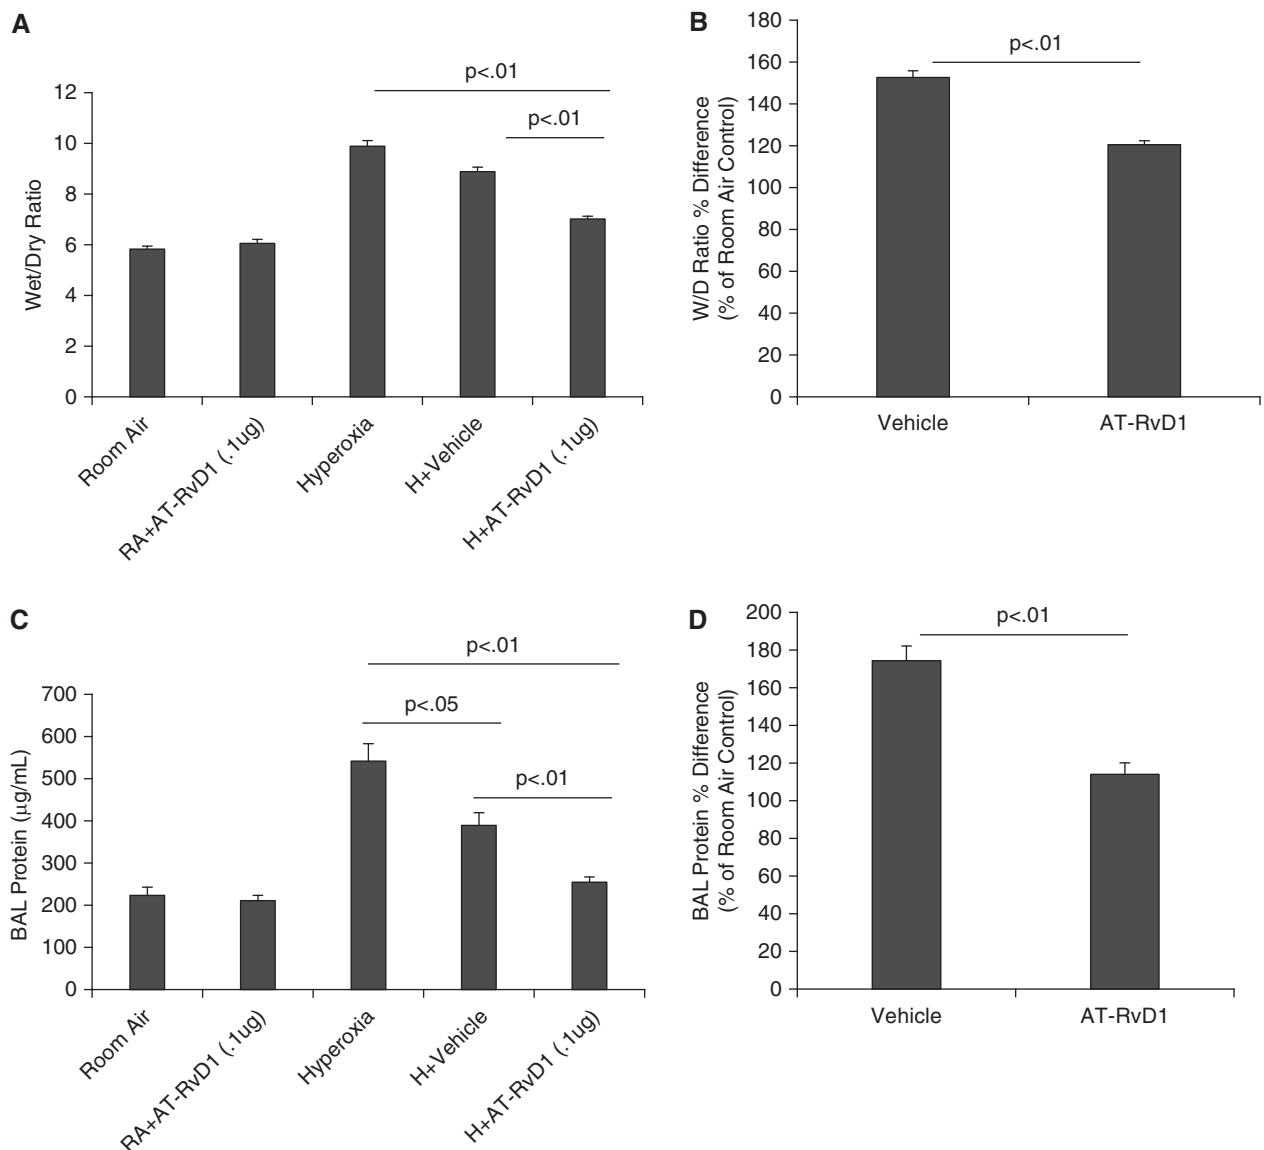 A
p<.01
p<.01
12
10
8
6
4
2
0
Wet/Dry Ratio
Room Air
RA+AT-RvD1 (.1ug)
Hyperoxia
H+Vehicle
H+AT-RvD1 (.1ug)
B
p<.01
180
160
140
120
100
80
60
40
20
0
W/D Ratio % Difference
(% of Room Air Control)
Vehicle
AT-RvD1
C
p<.01
p<.05
p<.01
700
600
500
400
300
200
100
0
BAL Protein (µg/mL)
Room Air
RA+AT-RvD1 (.1ug)
Hyperoxia
H+Vehicle
H+AT-RvD1 (.1ug)
D
p<.01
200
180
160
140
120
100
80
60
40
20
0
BAL Protein % Difference
(% of Room Air Control)
Vehicle
AT-RvD1